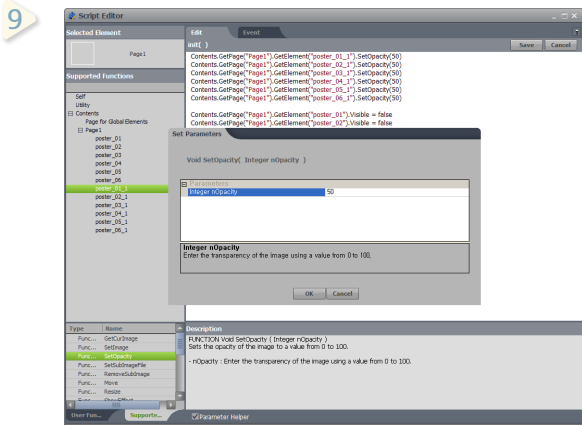 9
Script Editor
Selected Element
Page1
Supported Functions
Self
Utility
Contents
Page for Global Elements
Page1
poster_01
poster_02
poster_03
poster_04
poster_05
poster_06
poster_01_1
poster_02_1
poster_03_1
poster_04_1
poster_05_1
poster_06_1
Edit Event
init( ) Save Cancel
Contents.GetPage("Page1").GetElement("poster_01_1").SetOpacity(50)
Contents.GetPage("Page1").GetElement("poster_02_1").SetOpacity(50)
Contents.GetPage("Page1").GetElement("poster_03_1").SetOpacity(50)
Contents.GetPage("Page1").GetElement("poster_04_1").SetOpacity(50)
Contents.GetPage("Page1").GetElement("poster_05_1").SetOpacity(50)
Contents.GetPage("Page1").GetElement("poster_06_1").SetOpacity(50)
Contents.GetPage("Page1").GetElement("poster_01").Visible = false
Contents.GetPage("Page1").GetElement("poster_02").Visible = false
Set Parameters
Void SetOpacity( Integer nOpacity )
Parameters
Integer nOpacity 50
Integer nOpacity
Enter the transparency of the image using a value from 0 to 100.
OK Cancel
Type Name
Func... GetCurImage
Func... SetImage
Func... SetOpacity
Func... SetSubImageFile
Func... RemoveSubImage
Func... Move
Func... Resize
User Fun... Supporte...
Description
FUNCTION Void SetOpacity ( Integer nOpacity )
Sets the opacity of the image to a value from 0 to 100.
- nOpacity : Enter the transparency of the image using a value from 0 to 100.
Parameter Helper